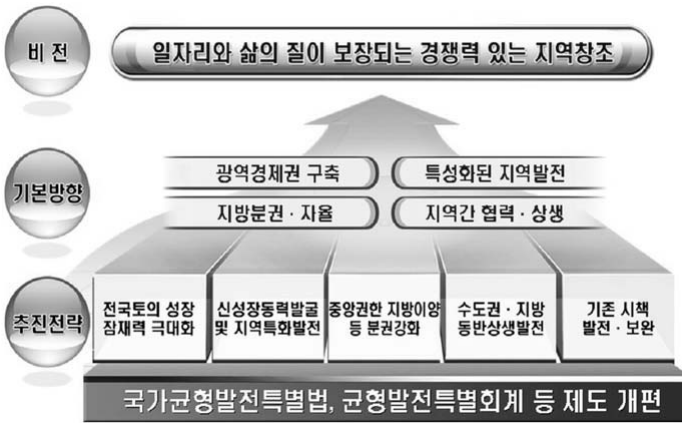 비 전
일자리와 삶의 질이 보장되는 경쟁력 있는 지역창조
기본방향
광역경제권 구축
특성화된 지역발전
지방분권 · 자율
지역간 협력 · 상생
추진전략
전국토의 성장
잠재력 극대화
신성장동력발굴
및 지역특화발전
중앙권한 지방이양
등 분권강화
수도권 · 지방
동반상생발전
기존 시책
발전 · 보완
국가균형발전특별법, 균형발전특별회계 등 제도 개편